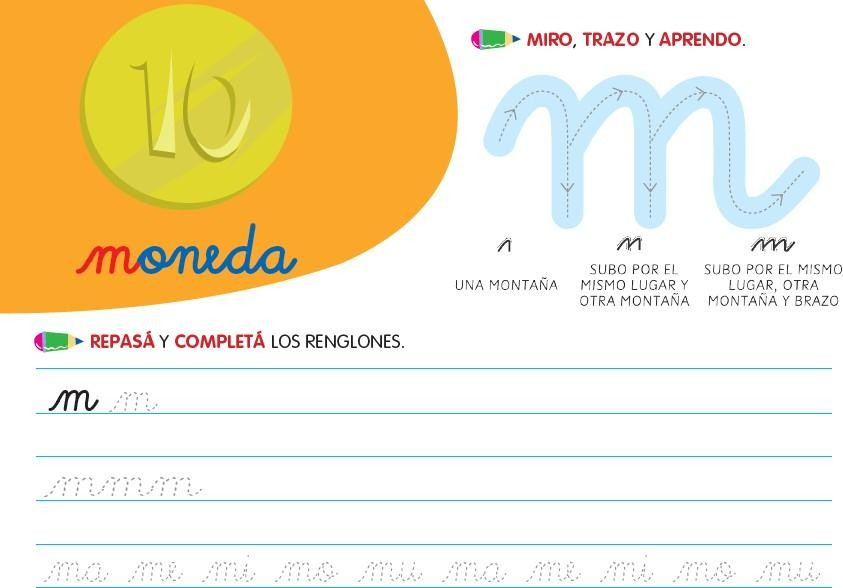 10
moneda
MIRO, TRAZO Y APRENDO.
UNA MONTAÑA
SUBO POR EL
MISMO LUGAR Y
OTRA MONTAÑA
SUBO POR EL MISMO
LUGAR, OTRA
MONTAÑA Y BRAZO
REPASÁ Y COMPLETÁ LOS RENGLONES.
m m
mmm
ma me mi mo mu ma me mi mo mu